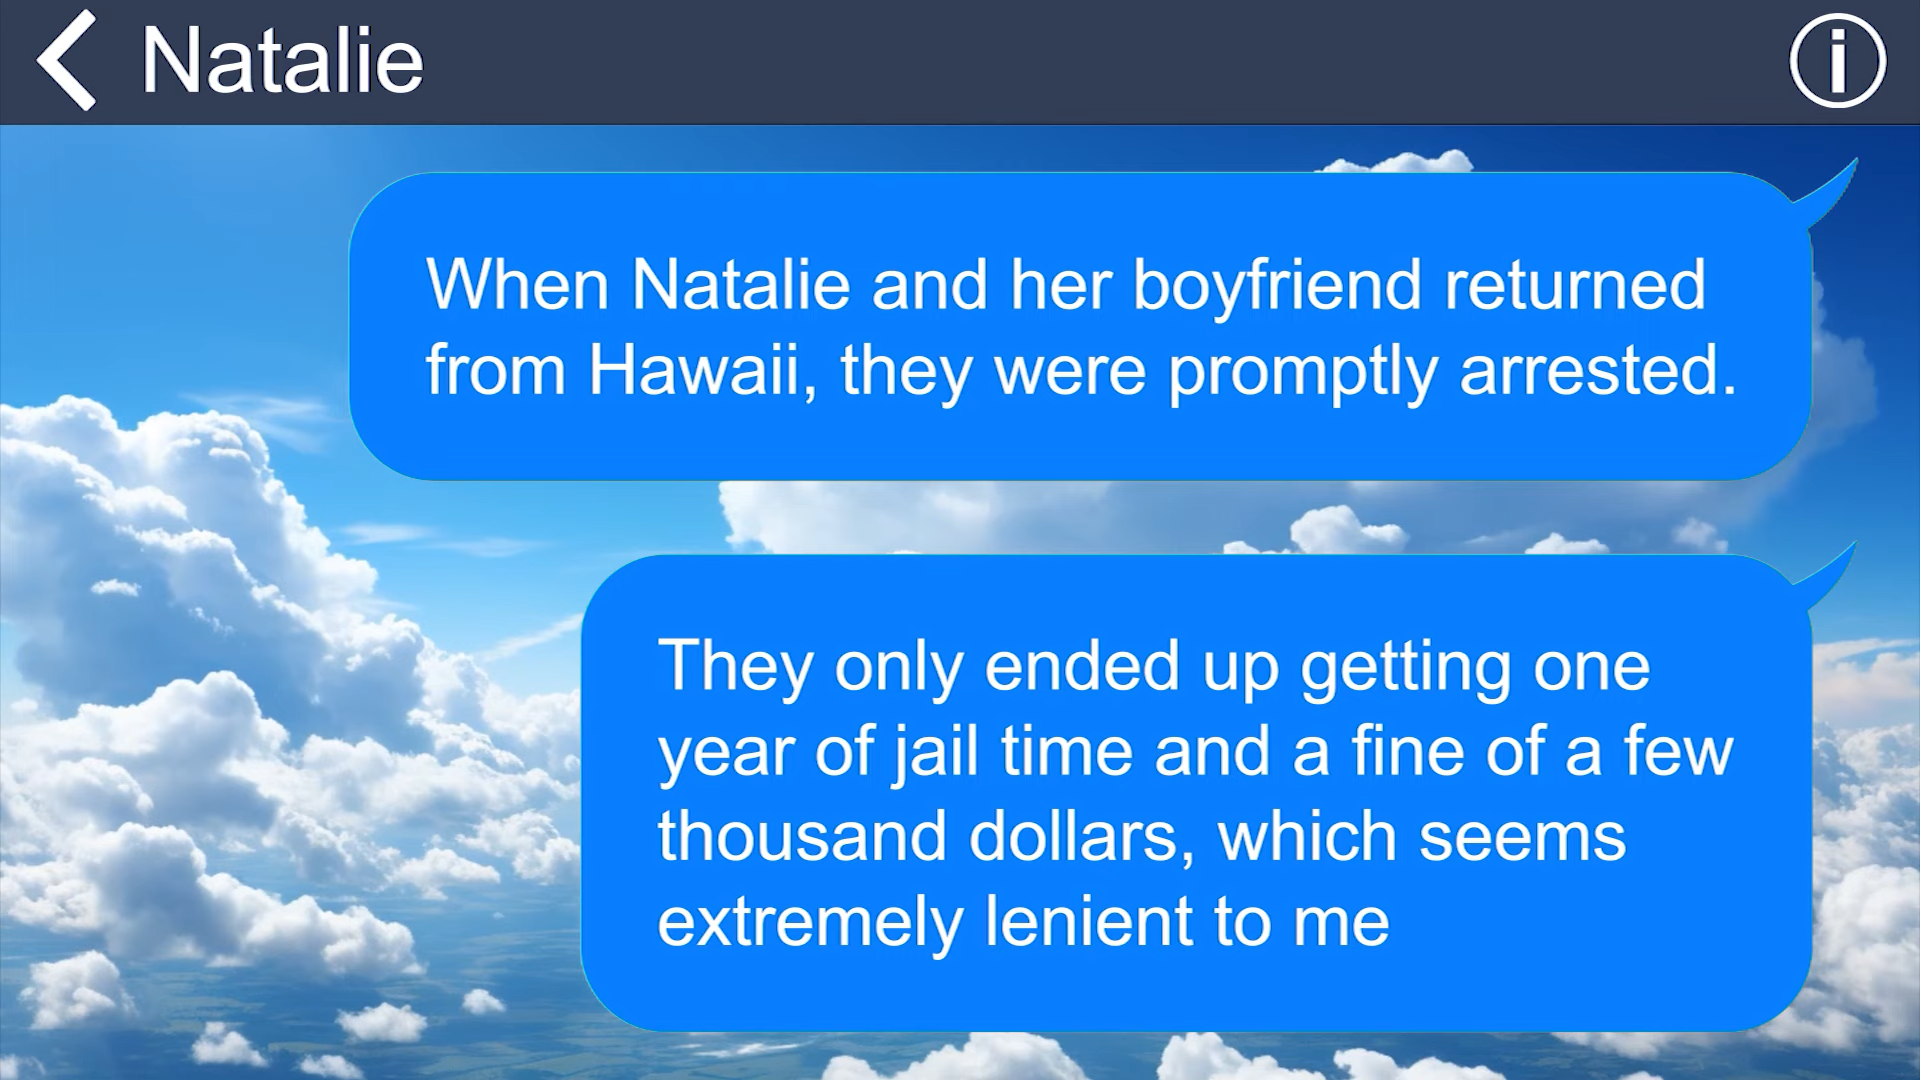 Natalie
When Natalie and her boyfriend returned
from Hawaii, they were promptly arrested.
They only ended up getting one
year of jail time and a fine of a few
thousand dollars, which seems
extremely lenient to me